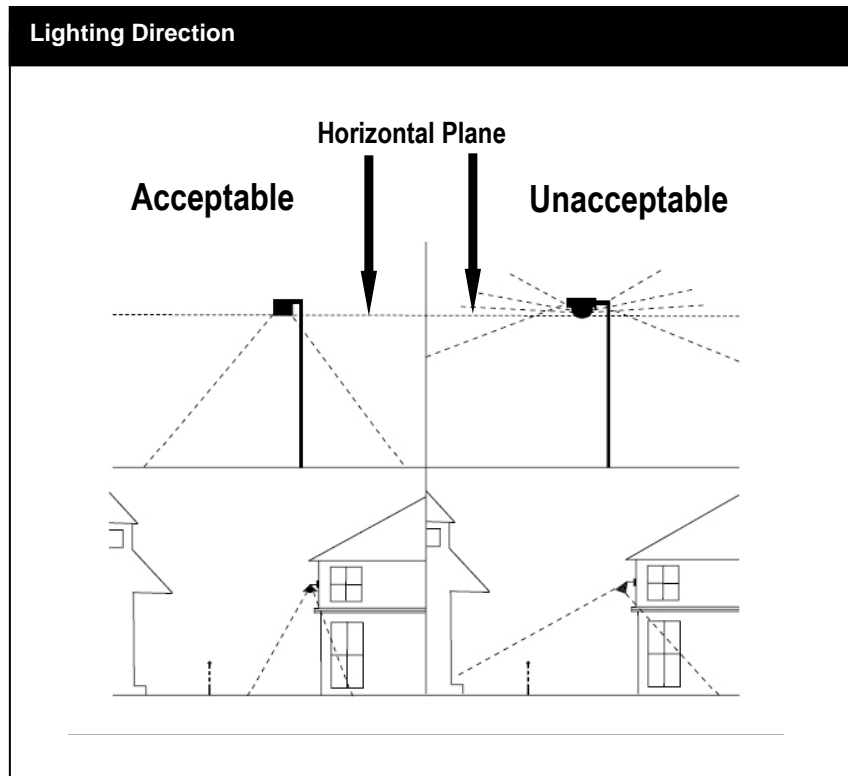 Lighting Direction
Horizontal Plane
Acceptable
Unacceptable